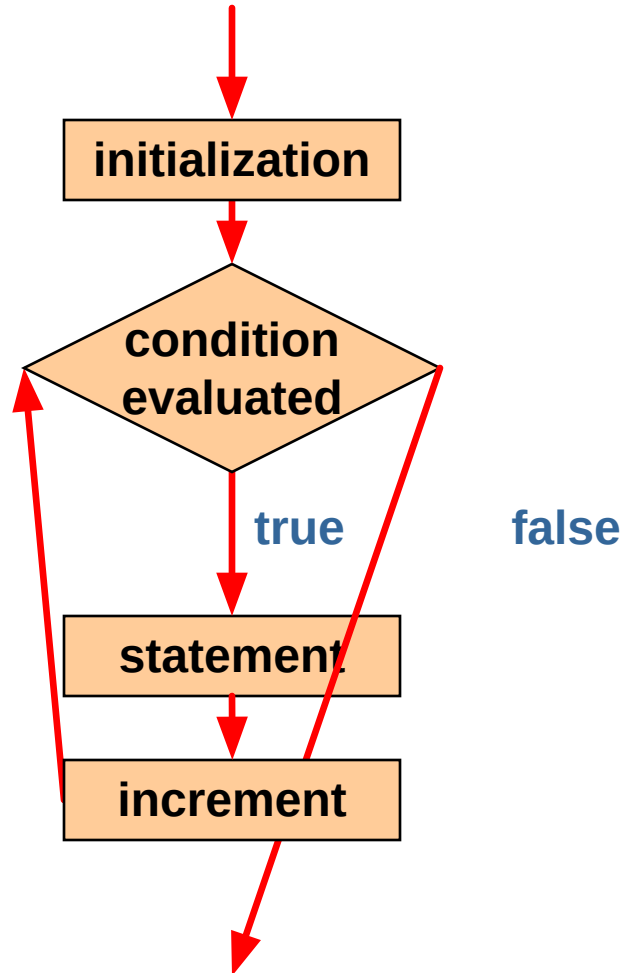 initialization
condition
evaluated
true
false
statement
increment